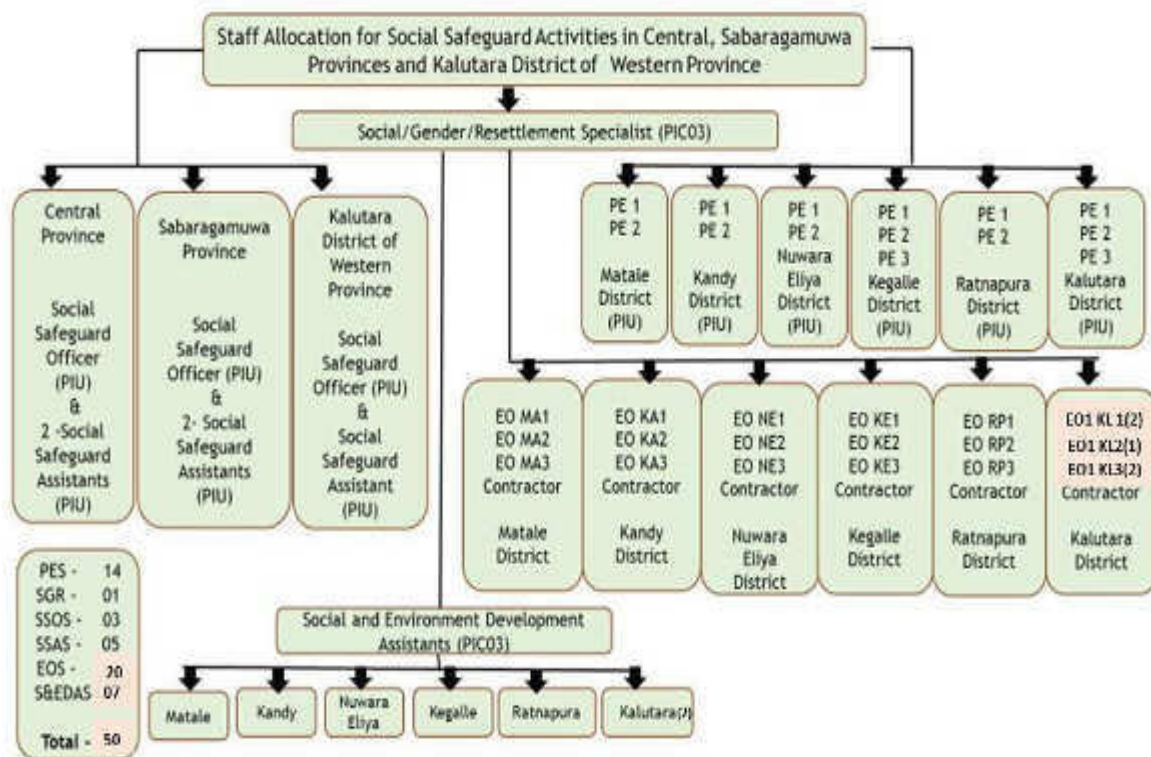 Staff Allocation for Social Safeguard Activities in Central, Sabaragamuwa
Provinces and Kalutara District of Western Province
Social/Gender/Resettlement Specialist (PIC03)
Central
Province
Social
Safeguard
Officer
(PIU)
&
2 -Social
Safeguard
Assistants
(PIU)
Sabaragamuwa
Province
Social
Safeguard
Officer (PIU)
&
2- Social
Safeguard
Assistants
(PIU)
Kalutara
District of
Western
Province
Social
Safeguard
Officer (PIU)
&
Social
Safeguard
Assistant
(PIU)
PE 1
PE 2
Matale
District
(PIU)
PE 1
PE 2
Kandy
District
(PIU)
PE 1
PE 2
Nuwara
Eliya
District
(PIU)
PE 1
PE 2
PE 3
Kegalle
District
(PIU)
PE 1
PE 2
Ratnapura
District
(PIU)
PE 1
PE 2
PE 3
Kalutara
District
(PIU)
EO MA1
EO MA2
EO MA3
Contractor
Matale
District
EO KA1
EO KA2
EO KA3
Contractor
Kandy
District
EO NE1
EO NE2
EO NE3
Contractor
Nuwara
Eliya
District
EO KE1
EO KE2
EO KE3
Contractor
Kegalle
District
EO RP1
EO RP2
EO RP3
Contractor
Ratnapura
District
EO1 KL 1(2)
EO1 KL2(1)
EO1 KL3(2)
Contractor
Kalutara
District
PES - 14
SGR - 01
SSOS - 03
SSAS - 05
EOS - 20
S&EDAS 07
Total - 50
Social and Environment Development
Assistants (PIC03)
Matale
Kandy
Nuwara
Eliya
Kegalle
Ratnapura
Kalutara(2)